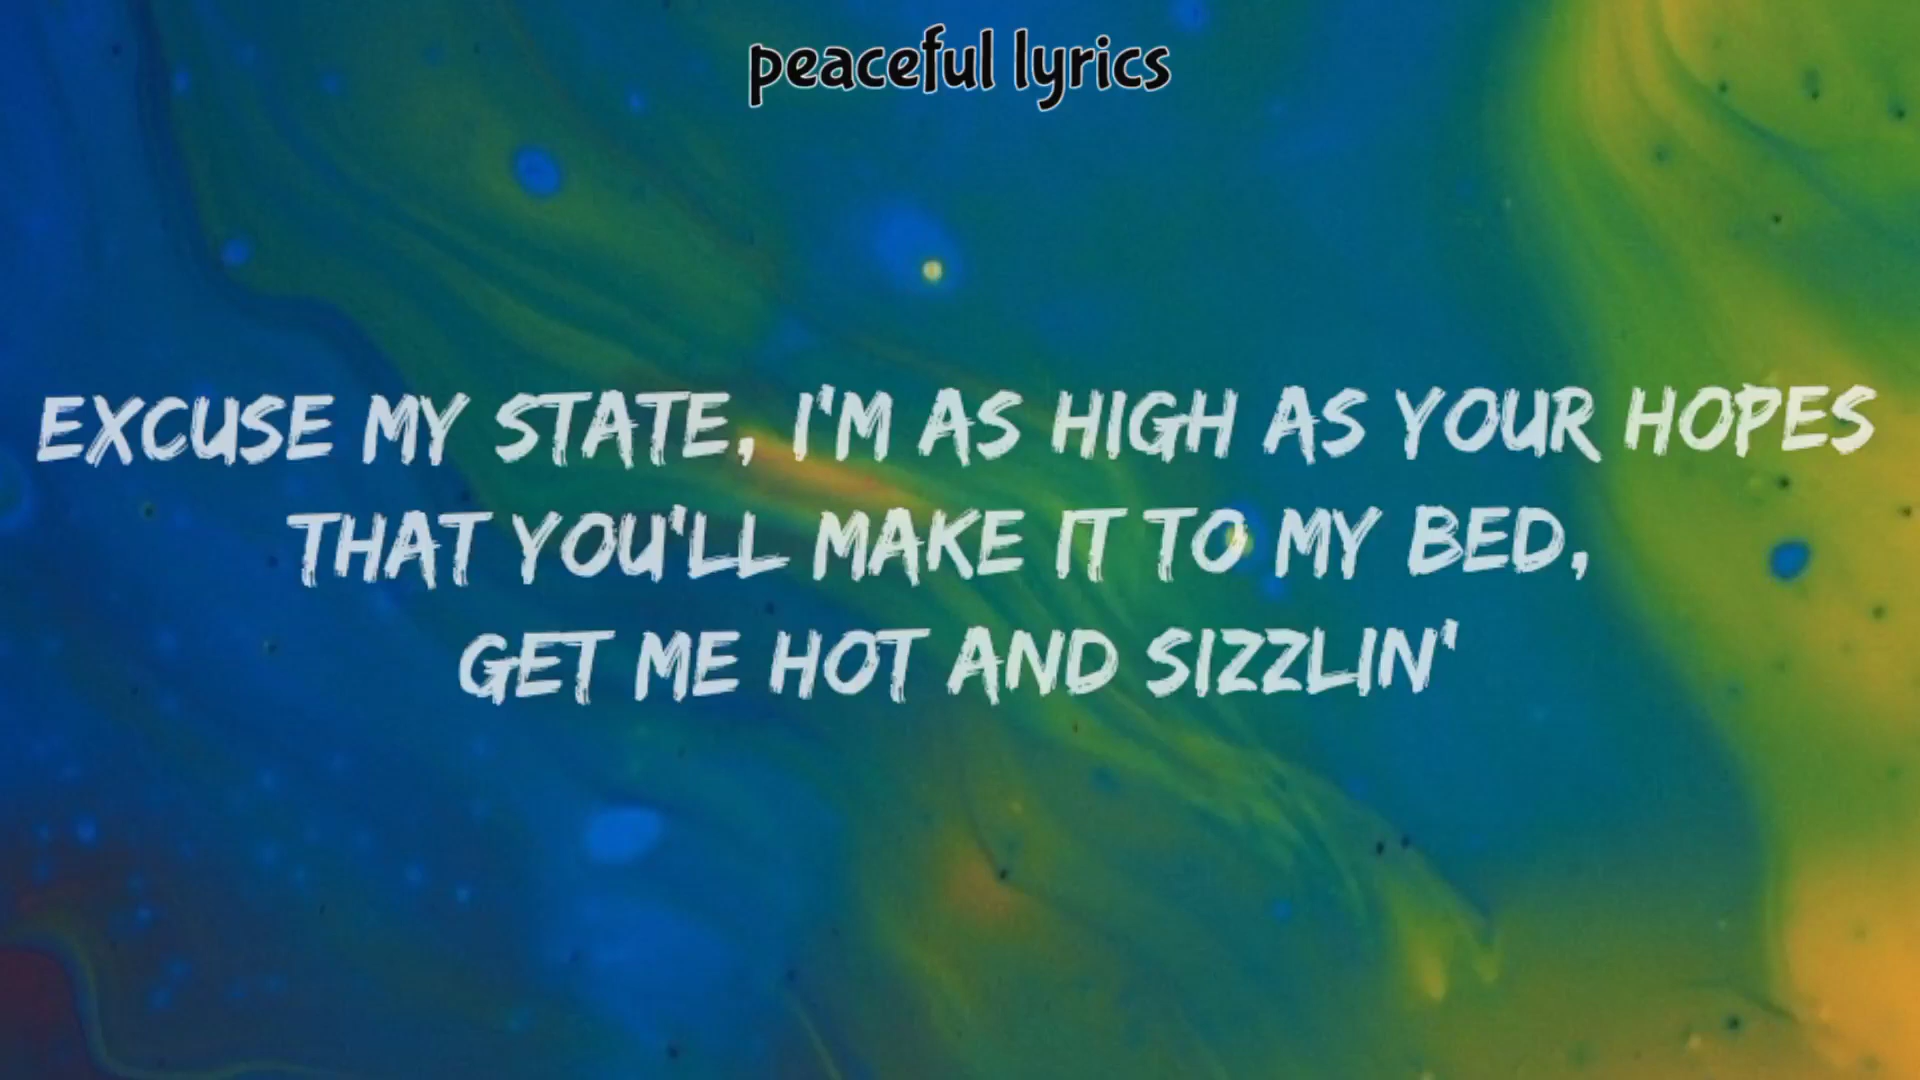 peaceful lyrics
EXCUSE MY STATE, I'M AS HIGH AS YOUR HOPES
THAT YOU'LL MAKE IT TO MY BED,
GET ME HOT AND SIZZLIN'